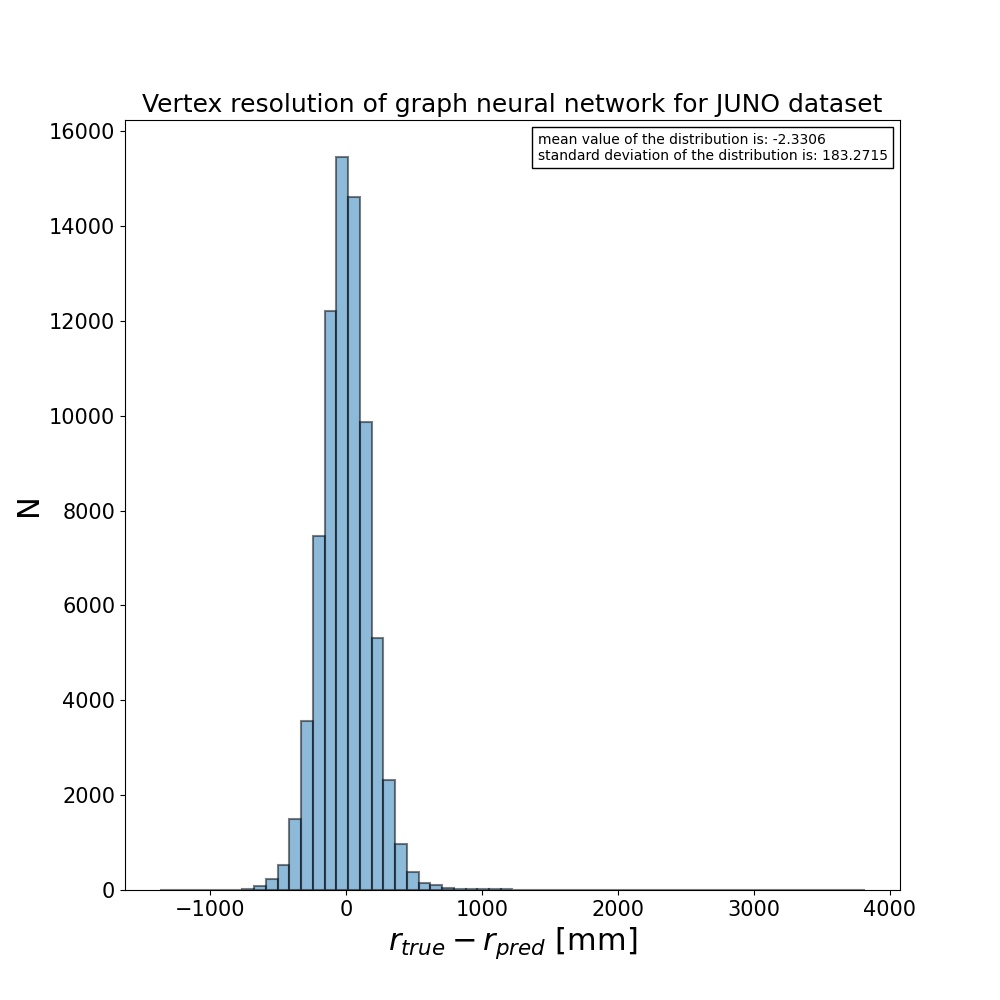 Vertex resolution of graph neural network for JUNO dataset
mean value of the distribution is: -2.3306
standard deviation of the distribution is: 183.2715
16000
14000
12000
10000
8000
6000
4000
2000
0
N
−1000 0 1000 2000 3000 4000
r_true − r_pred [mm]